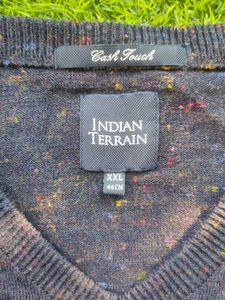 Cash Touch
INDIAN
TERRAIN
XXL
46CM